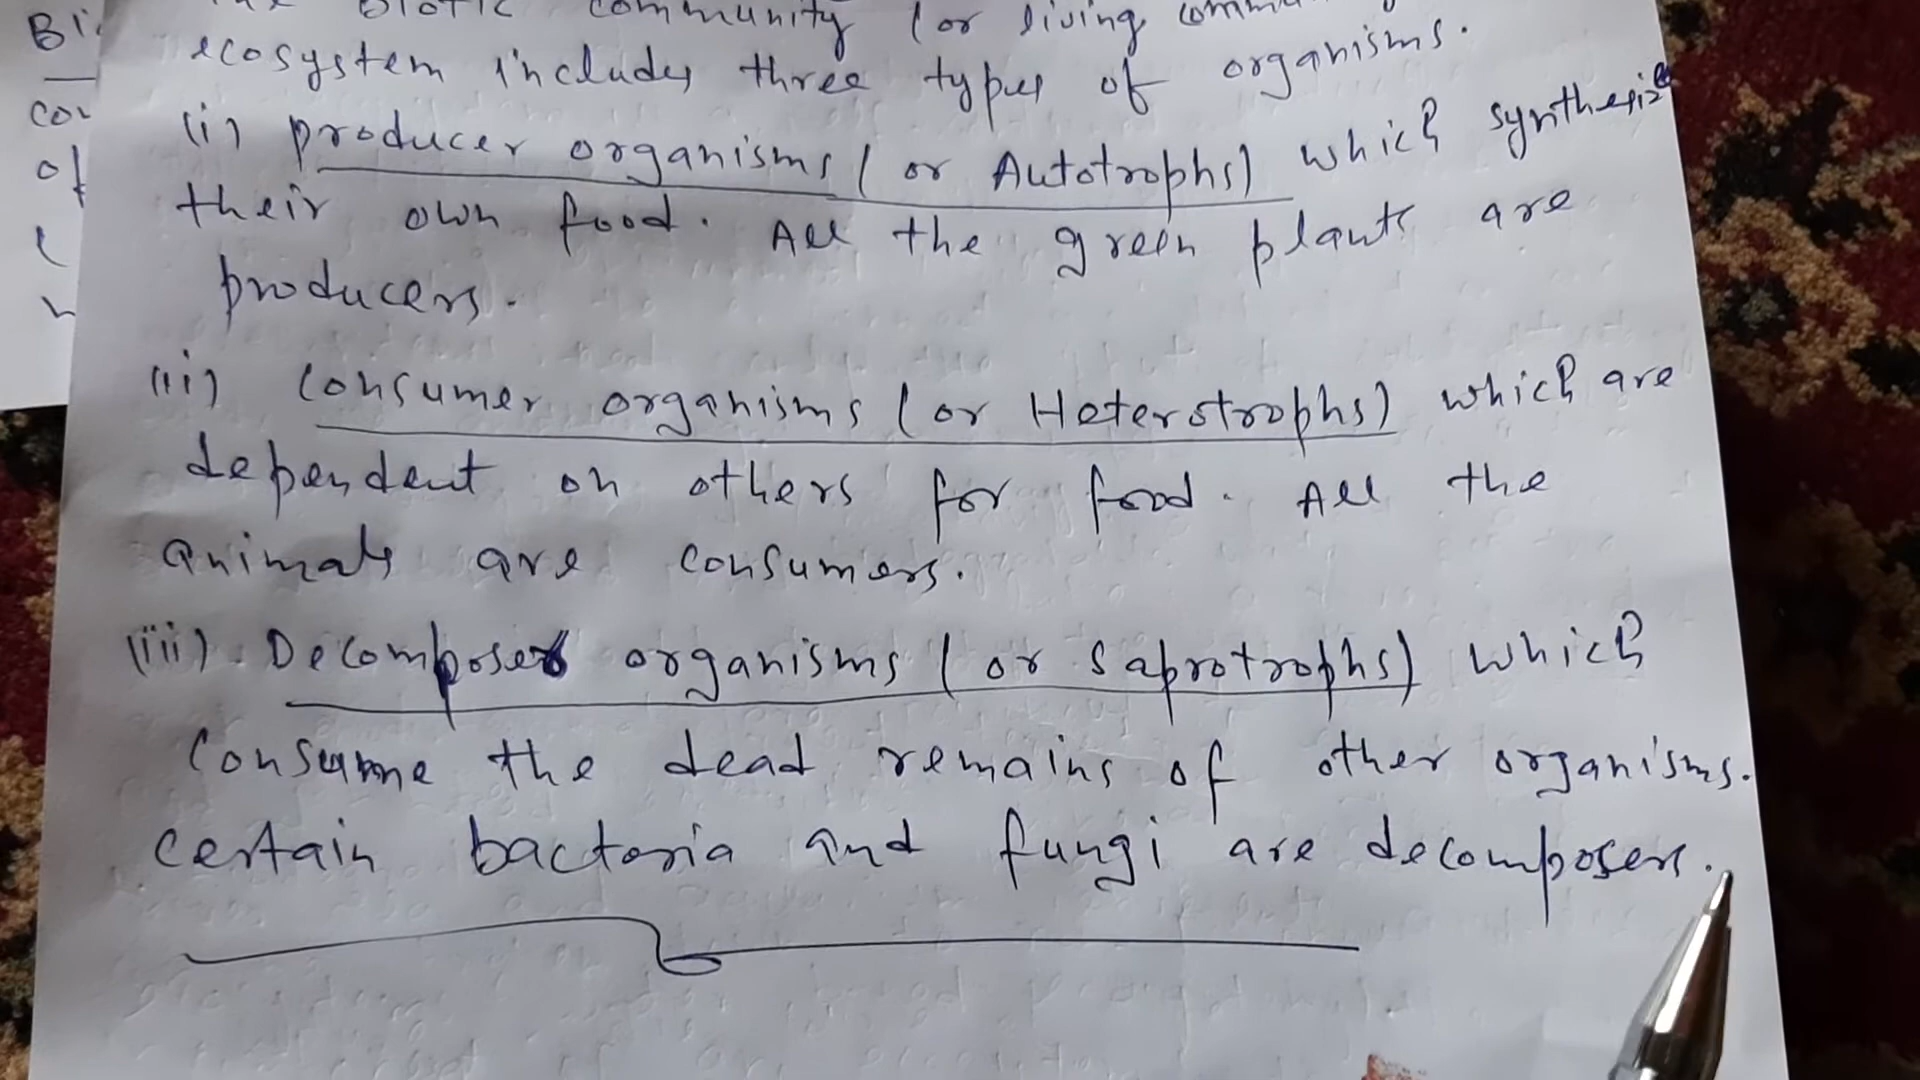 Bi
biotic community (or living
ecosystem includes three types of organisms.
(i) producer organisms (or Autotrophs) which synthesize
their own food. All the green plants are
producers.
(ii) Consumer organisms (or Heterotrophs) which are
dependent on others for food. All the
animals are consumers.
(iii). Decomposer organisms (or saprotrophs) which
Consume the dead remains of other organisms.
certain bacteria and fungi are decomposers.